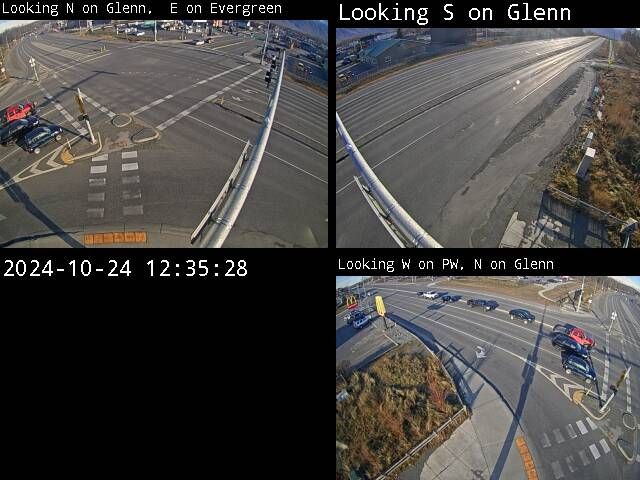 Looking N on Glenn,  E on Evergreen
Looking S on Glenn
2024-10-24 12:35:28
Looking W on PW, N on Glenn